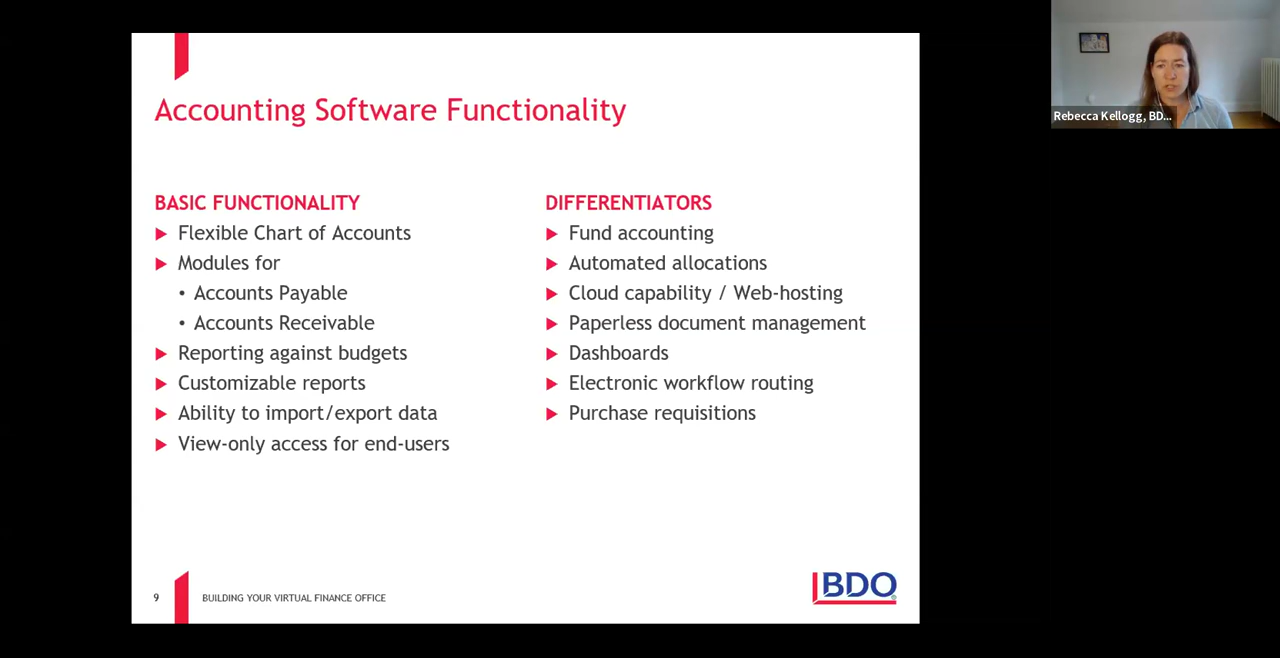 Accounting Software Functionality
BASIC FUNCTIONALITY
▶ Flexible Chart of Accounts
▶ Modules for
• Accounts Payable
• Accounts Receivable
▶ Reporting against budgets
▶ Customizable reports
▶ Ability to import/export data
▶ View-only access for end-users
DIFFERENTIATORS
▶ Fund accounting
▶ Automated allocations
▶ Cloud capability / Web-hosting
▶ Paperless document management
▶ Dashboards
▶ Electronic workflow routing
▶ Purchase requisitions
9
BUILDING YOUR VIRTUAL FINANCE OFFICE
BDO®
Rebecca Kellogg, BD...